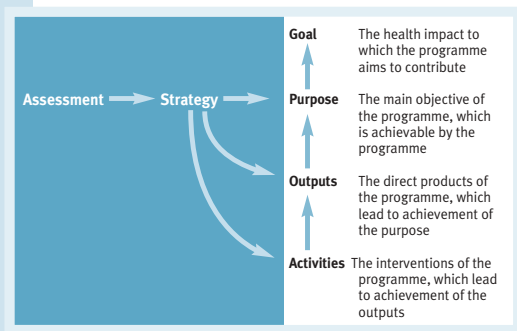 Goal The health impact to
which the programme
aims to contribute
Assessment Strategy Purpose The main objective of
the programme, which
is achievable by the
programme
Outputs The direct products of
the programme, which
lead to achievement of
the purpose
Activities The interventions of the
programme, which lead
to achievement of the
outputs